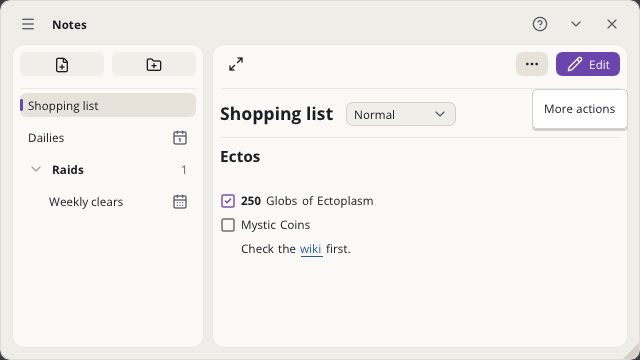 Notes
Edit
More actions
Shopping list
Dailies
Raids 1
Weekly clears
Shopping list Normal
Ectos
250 Globs of Ectoplasm
Mystic Coins
Check the wiki first.